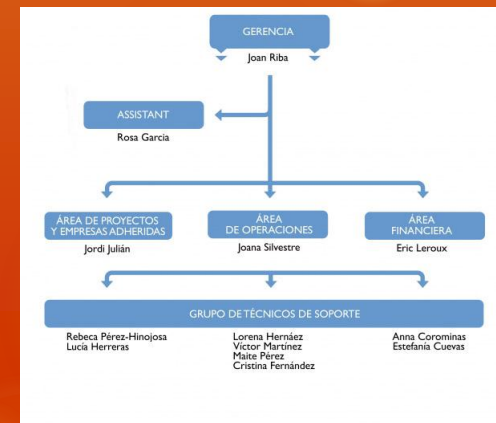 GERENCIA
Joan Riba
ASSISTANT
Rosa Garcia
ÁREA DE PROYECTOS
Y EMPRESAS ADHERIDAS
Jordi Julián
ÁREA
DE OPERACIONES
Joana Silvestre
ÁREA
FINANCIERA
Eric Leroux
GRUPO DE TÉCNICOS DE SOPORTE
Rebeca Pérez-Hinojosa
Lucía Herreras
Lorena Hernáez
Víctor Martínez
Maite Pérez
Cristina Fernández
Anna Corominas
Estefanía Cuevas